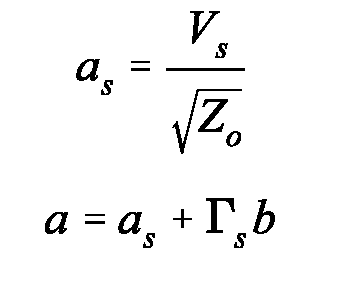 a_s = V_s / √Z_o
a = a_s + Γ_s b